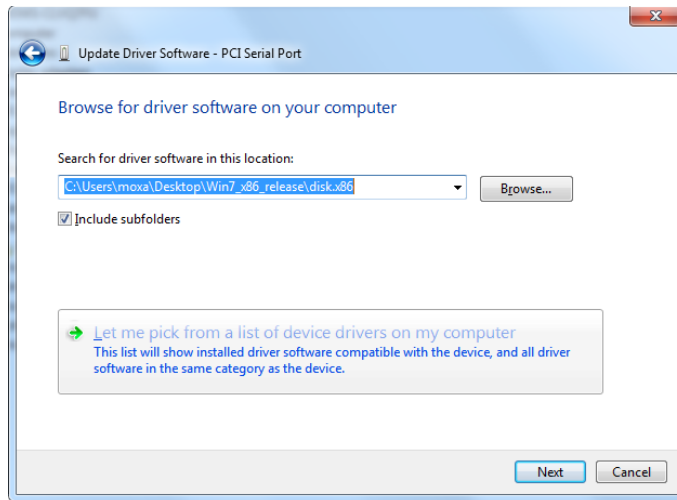 Update Driver Software - PCI Serial Port
Browse for driver software on your computer
Search for driver software in this location:
C:\Users\moxa\Desktop\Win7_x86_release\disk.x86
Browse...
Include subfolders
Let me pick from a list of device drivers on my computer
This list will show installed driver software compatible with the device, and all driver
software in the same category as the device.
Next
Cancel